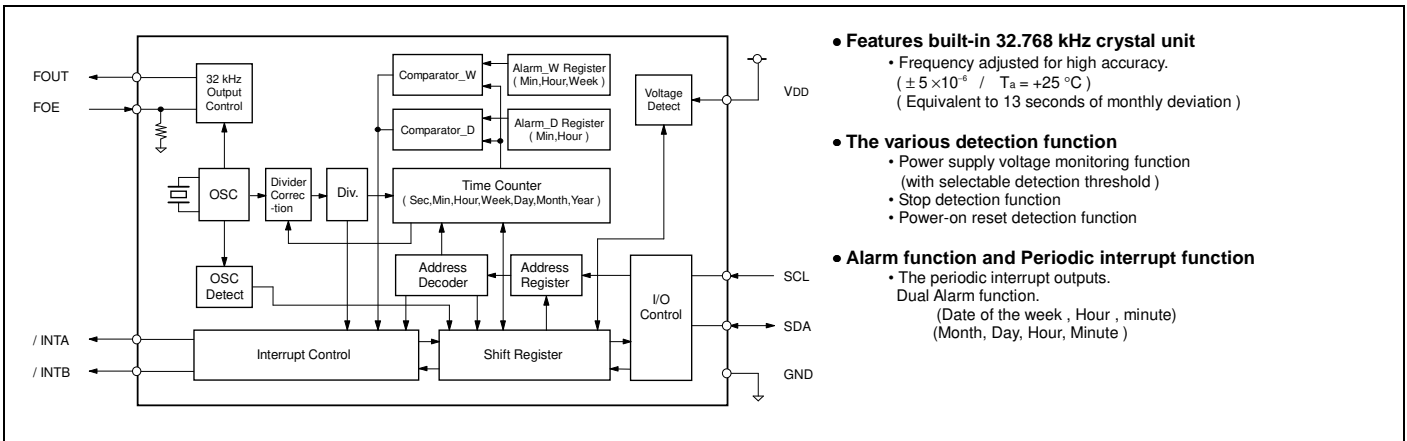 FOUT
FOE
/ INTA
/ INTB
32 kHz
Output
Control
OSC
OSC
Detect
Divider
Correc
-tion
Div.
Comparator_W
Alarm_W Register
( Min,Hour,Week )
Comparator_D
Alarm_D Register
( Min,Hour )
Time Counter
( Sec,Min,Hour,Week,Day,Month,Year )
Address
Decoder
Address
Register
Interrupt Control
Shift Register
Voltage
Detect
I/O
Control
VDD
SCL
SDA
GND
• Features built-in 32.768 kHz crystal unit
• Frequency adjusted for high accuracy.
( ± 5 ×10⁻⁶ / Ta = +25 °C )
( Equivalent to 13 seconds of monthly deviation )
• The various detection function
• Power supply voltage monitoring function
(with selectable detection threshold )
• Stop detection function
• Power-on reset detection function
• Alarm function and Periodic interrupt function
• The periodic interrupt outputs.
Dual Alarm function.
(Date of the week , Hour , minute)
(Month, Day, Hour, Minute )